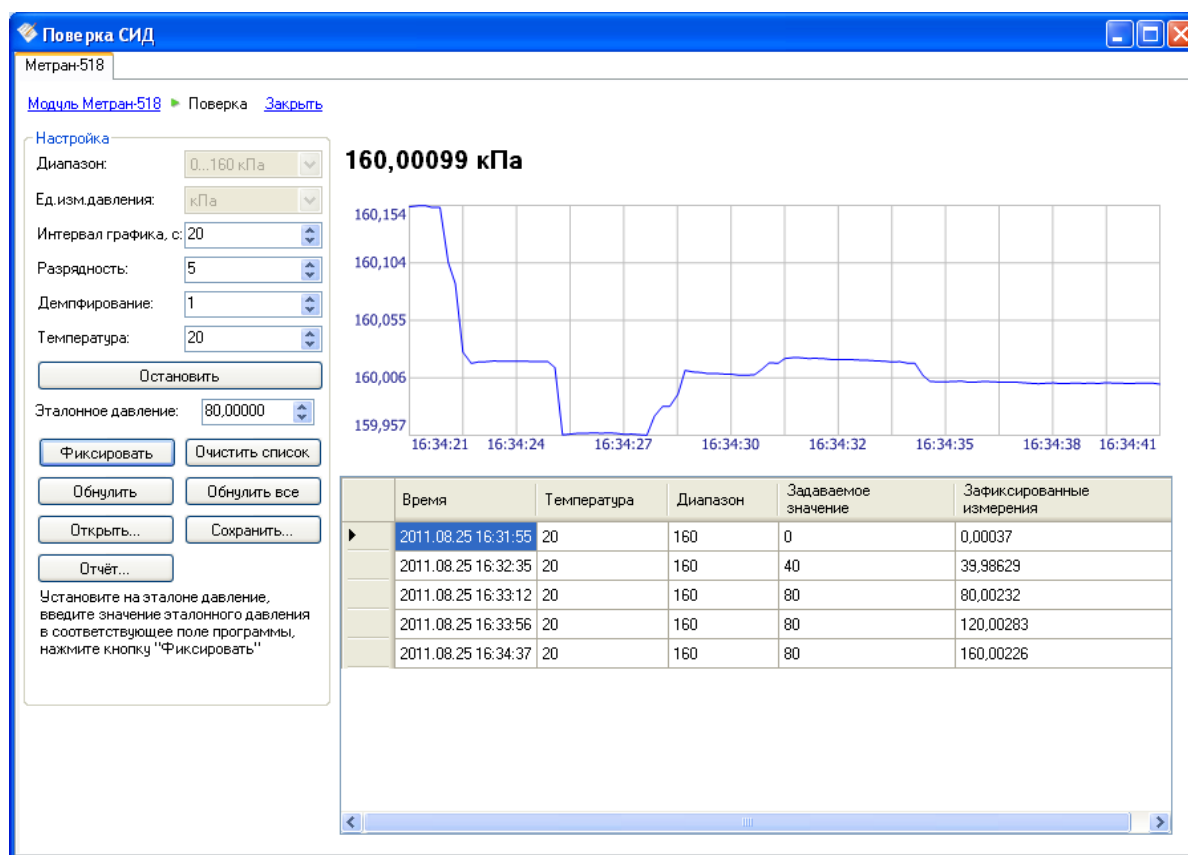 Поверка СИД
Метран-518
Модуль Метран-518 Поверка Закрыть
Настройка
Диапазон: 0...160 кПа
Ед.изм.давления: кПа
Интервал графика, с: 20
Разрядность: 5
Демпфирование: 1
Температура: 20
Остановить
Эталонное давление: 80,00000
Фиксировать Очистить список
Обнулить Обнулить все
Открыть... Сохранить...
Отчёт...
Установите на эталоне давление,
введите значение эталонного давления
в соответствующее поле программы,
нажмите кнопку "Фиксировать"
160,00099 кПа
160,154
160,104
160,055
160,006
159,957
16:34:21 16:34:24 16:34:27 16:34:30 16:34:32 16:34:35 16:34:38 16:34:41
Время Температура Диапазон Задаваемое значение Зафиксированные измерения
2011.08.25 16:31:55 20 160 0 0,00037
2011.08.25 16:32:35 20 160 40 39,98629
2011.08.25 16:33:12 20 160 80 80,00232
2011.08.25 16:33:56 20 160 80 120,00283
2011.08.25 16:34:37 20 160 80 160,00226